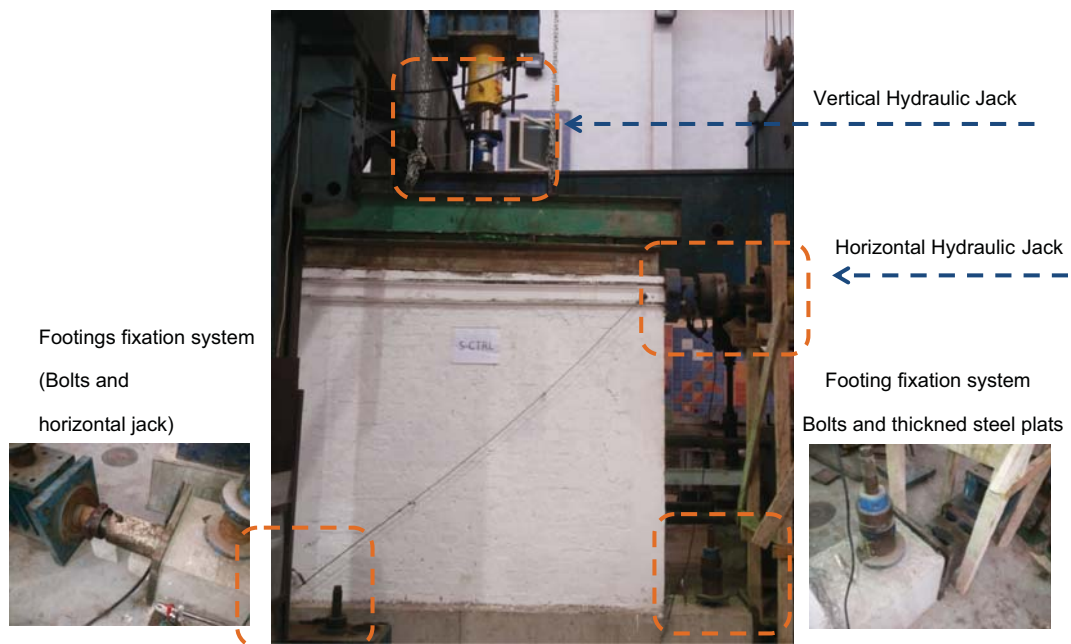 Vertical Hydraulic Jack
Horizontal Hydraulic Jack
Footings fixation system
(Bolts and
horizontal jack)
S-CTRL
Footing fixation system
Bolts and thickned steel plats